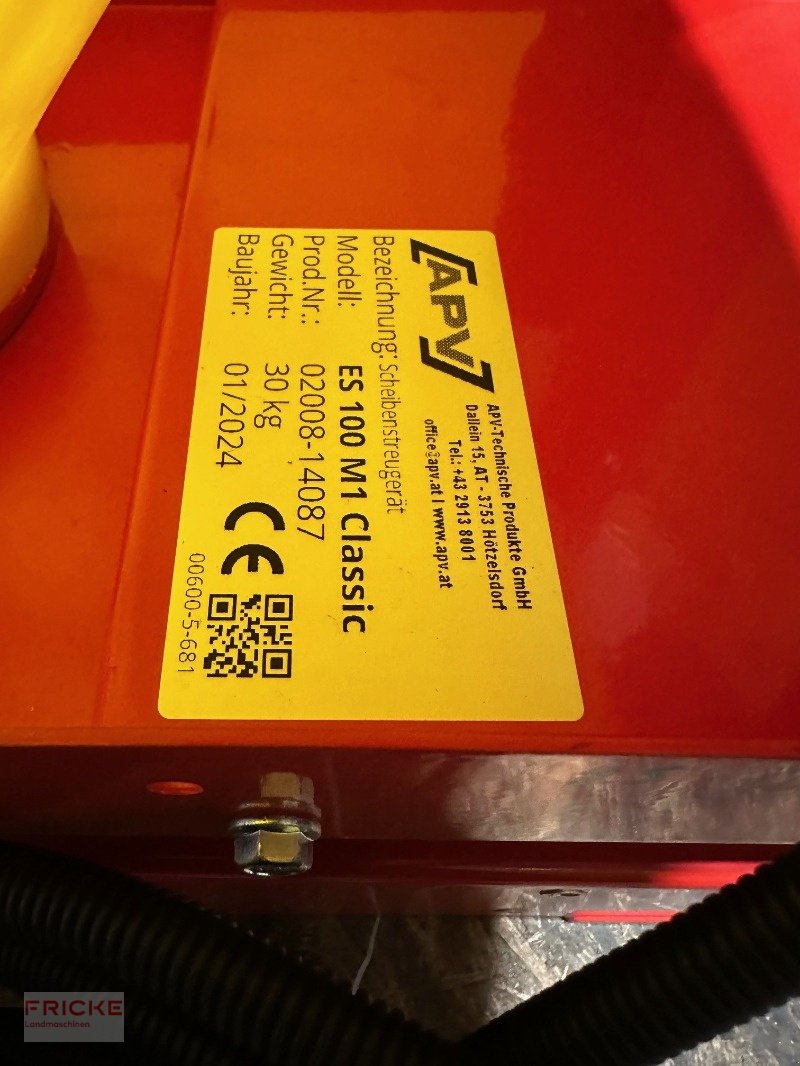 APV
APV-Technische Produkte GmbH
Dallein 15, AT - 3753 Hötzelsdorf
Tel.: +43 2913 8001
office@apv.at I www.apv.at
Bezeichnung: Scheibenstreugerät
Modell: ES 100 M1 Classic
Prod.Nr.: 02008-14087
Gewicht: 30 kg
Baujahr: 01/2024
CE
00600-5-681
FRICKE
Landmaschinen